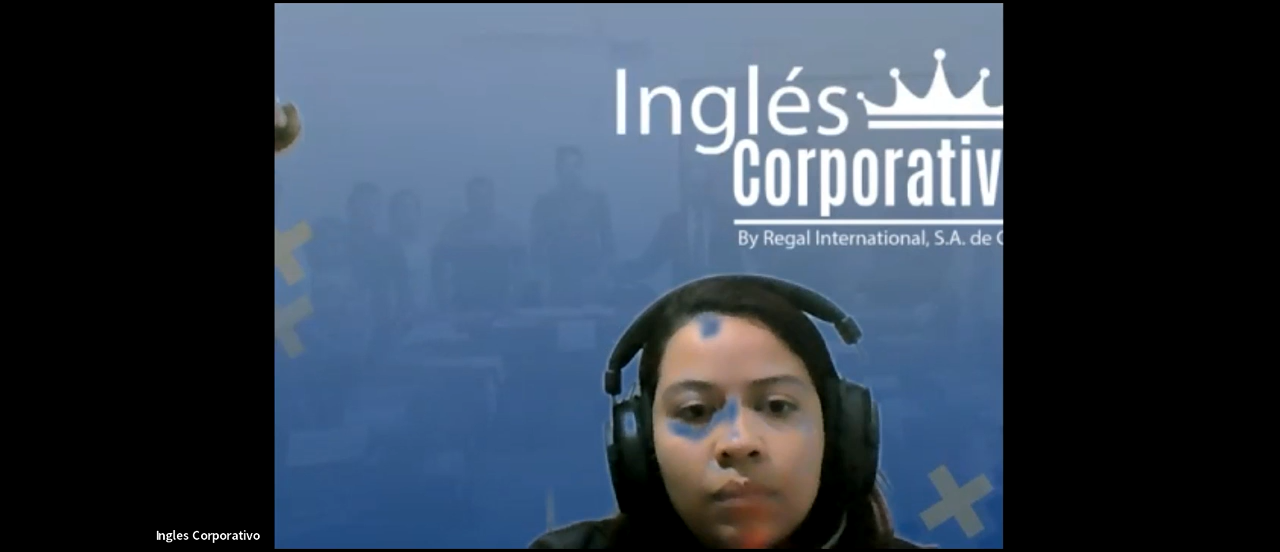 Inglés
Corporativ
By Regal International, S.A. de C
Ingles Corporativo